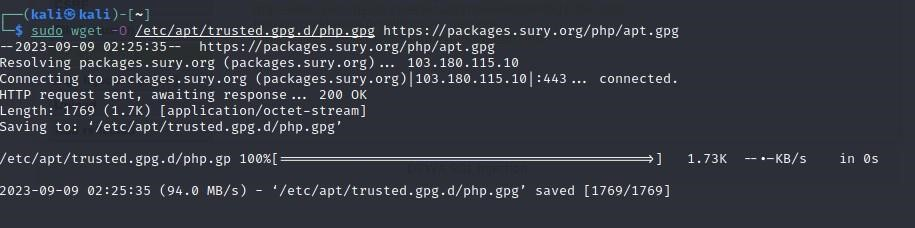 ┌──(kali㉿kali)-[~]
└─$ sudo wget -O /etc/apt/trusted.gpg.d/php.gpg https://packages.sury.org/php/apt.gpg
--2023-09-09 02:25:35--  https://packages.sury.org/php/apt.gpg
Resolving packages.sury.org (packages.sury.org)... 103.180.115.10
Connecting to packages.sury.org (packages.sury.org)|103.180.115.10|:443... connected.
HTTP request sent, awaiting response... 200 OK
Length: 1769 (1.7K) [application/octet-stream]
Saving to: ‘/etc/apt/trusted.gpg.d/php.gpg’
/etc/apt/trusted.gpg.d/php.gp 100%[=================================================>]   1.73K  --.-KB/s    in 0s
2023-09-09 02:25:35 (94.0 MB/s) - ‘/etc/apt/trusted.gpg.d/php.gpg’ saved [1769/1769]